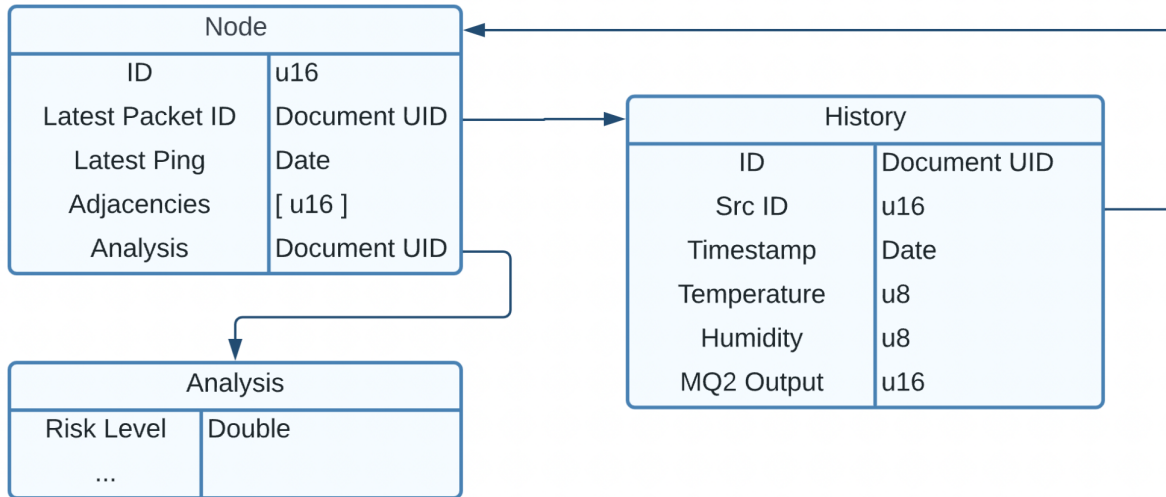 Node
ID u16
Latest Packet ID Document UID
Latest Ping Date
Adjacencies [ u16 ]
Analysis Document UID
History
ID Document UID
Src ID u16
Timestamp Date
Temperature u8
Humidity u8
MQ2 Output u16
Analysis
Risk Level Double
...